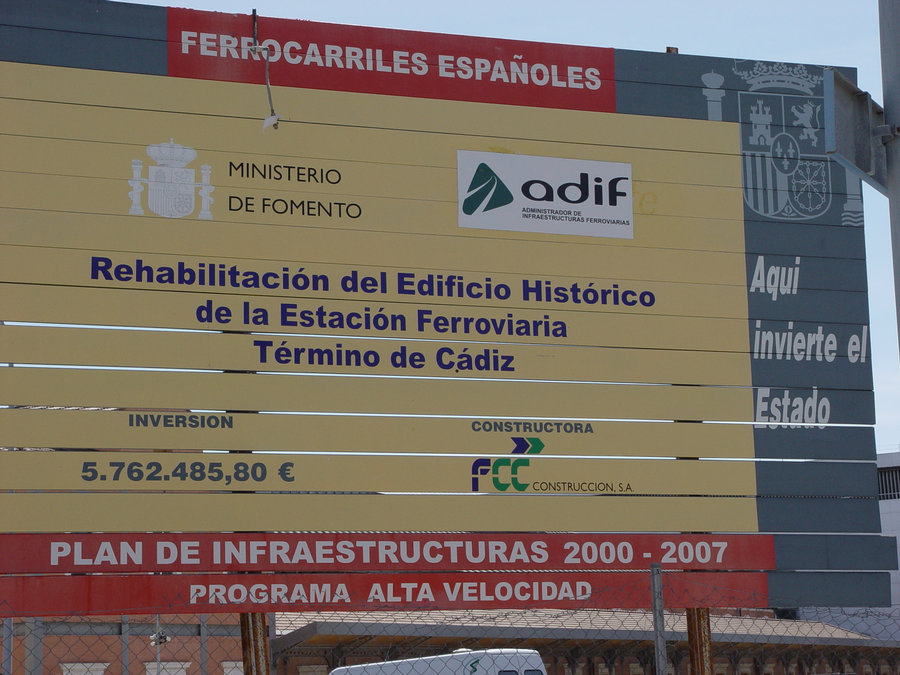 FERROCARRILES ESPAÑOLES
MINISTERIO
DE FOMENTO
adif
ADMINISTRADOR DE
INFRAESTRUCTURAS FERROVIARIAS
Rehabilitación del Edificio Histórico
de la Estación Ferroviaria
Término de Cádiz
Aqui
invierte el
Estado
INVERSION
5.762.485,80 €
CONSTRUCTORA
FCC CONSTRUCCION, S.A.
PLAN DE INFRAESTRUCTURAS 2000 - 2007
PROGRAMA ALTA VELOCIDAD